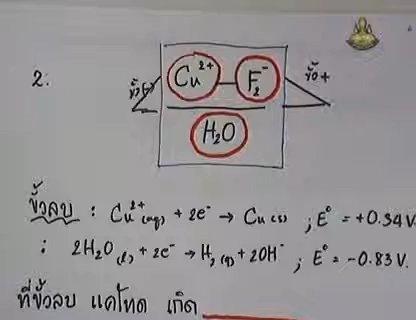 2.
ขั้ว(-) Cu²⁺ — F₂⁻ ขั้ว+
H₂O
ขั้วลบ : Cu²⁺(aq) + 2e⁻ → Cu(s) ; E° = +0.34 V.
: 2H₂O(l) + 2e⁻ → H₂(g) + 2OH⁻ ; E° = -0.83 V.
ที่ขั้วลบ แคโทด เกิด